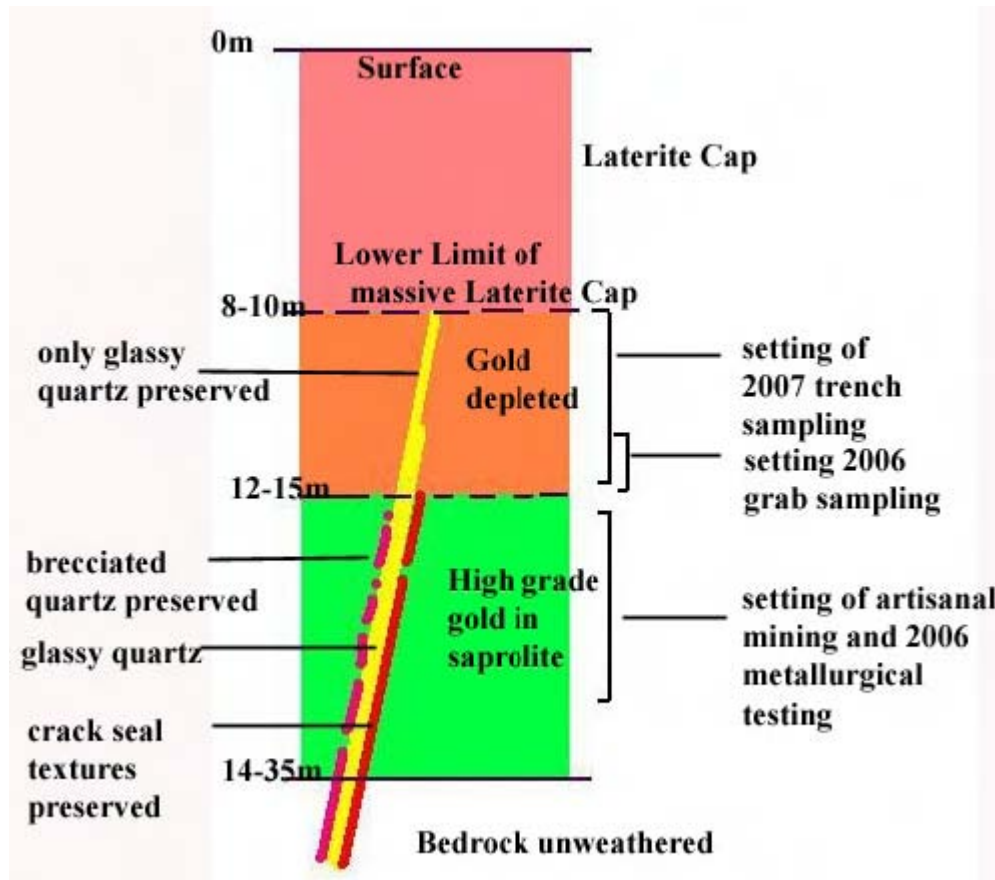 0m
Surface
Laterite Cap
Lower Limit of
massive Laterite Cap
8-10m
only glassy
quartz preserved
Gold
depleted
setting of
2007 trench
sampling
setting 2006
grab sampling
12-15m
brecciated
quartz preserved
glassy quartz
crack seal
textures
preserved
High grade
gold in
saprolite
setting of artisanal
mining and 2006
metallurgical
testing
14-35m
Bedrock unweathered